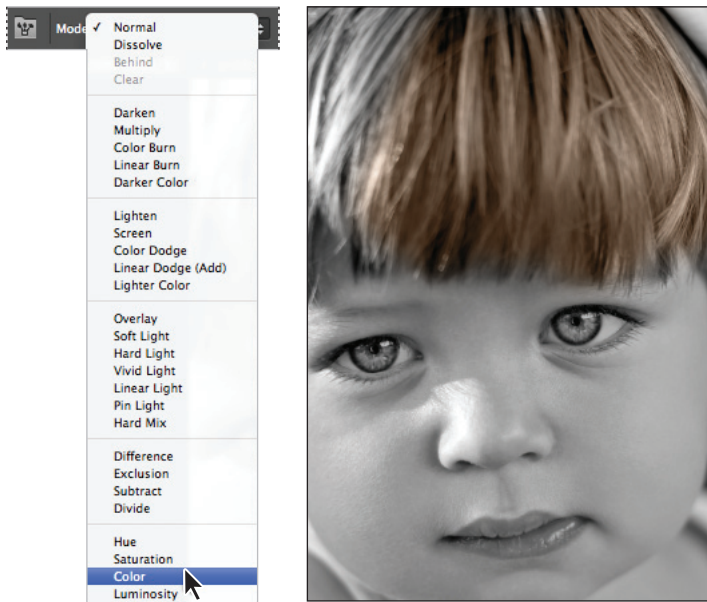 Mode
Normal
Dissolve
Behind
Clear
Darken
Multiply
Color Burn
Linear Burn
Darker Color
Lighten
Screen
Color Dodge
Linear Dodge (Add)
Lighter Color
Overlay
Soft Light
Hard Light
Vivid Light
Linear Light
Pin Light
Hard Mix
Difference
Exclusion
Subtract
Divide
Hue
Saturation
Color
Luminosity